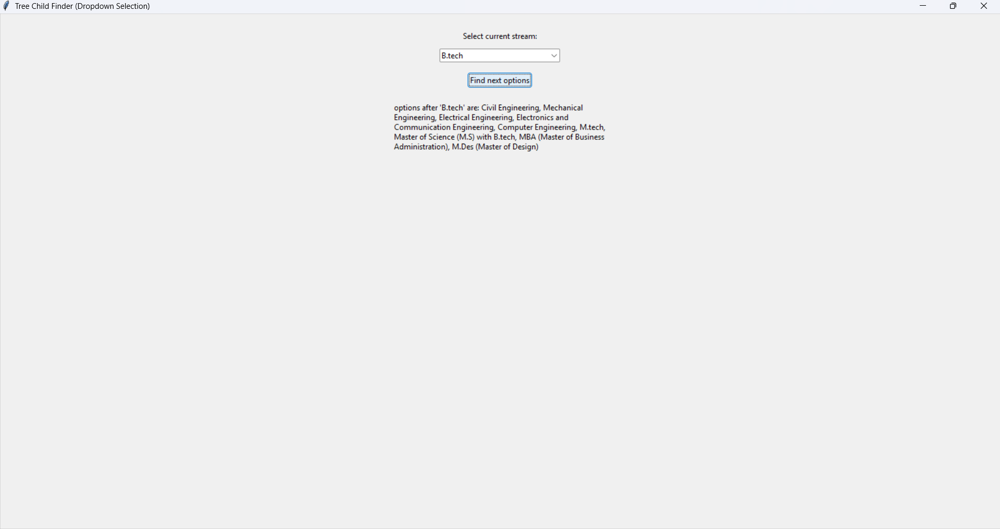 Tree Child Finder (Dropdown Selection)
Select current stream:
B.tech
Find next options
options after 'B.tech' are: Civil Engineering, Mechanical
Engineering, Electrical Engineering, Electronics and
Communication Engineering, Computer Engineering, M.tech,
Master of Science (M.S) with B.tech, MBA (Master of Business
Administration), M.Des (Master of Design)